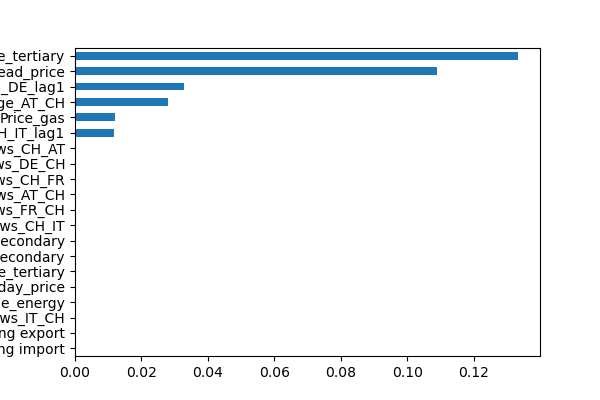 e_tertiary
ead_price
_DE_lag1
ge_AT_CH
Price_gas
H_IT_lag1
ws_CH_AT
ws_DE_CH
ws_CH_FR
ws_AT_CH
ws_FR_CH
ws_CH_IT
econdary
econdary
e_tertiary
day_price
e_energy
ws_IT_CH
ng export
ng import
0.00 0.02 0.04 0.06 0.08 0.10 0.12